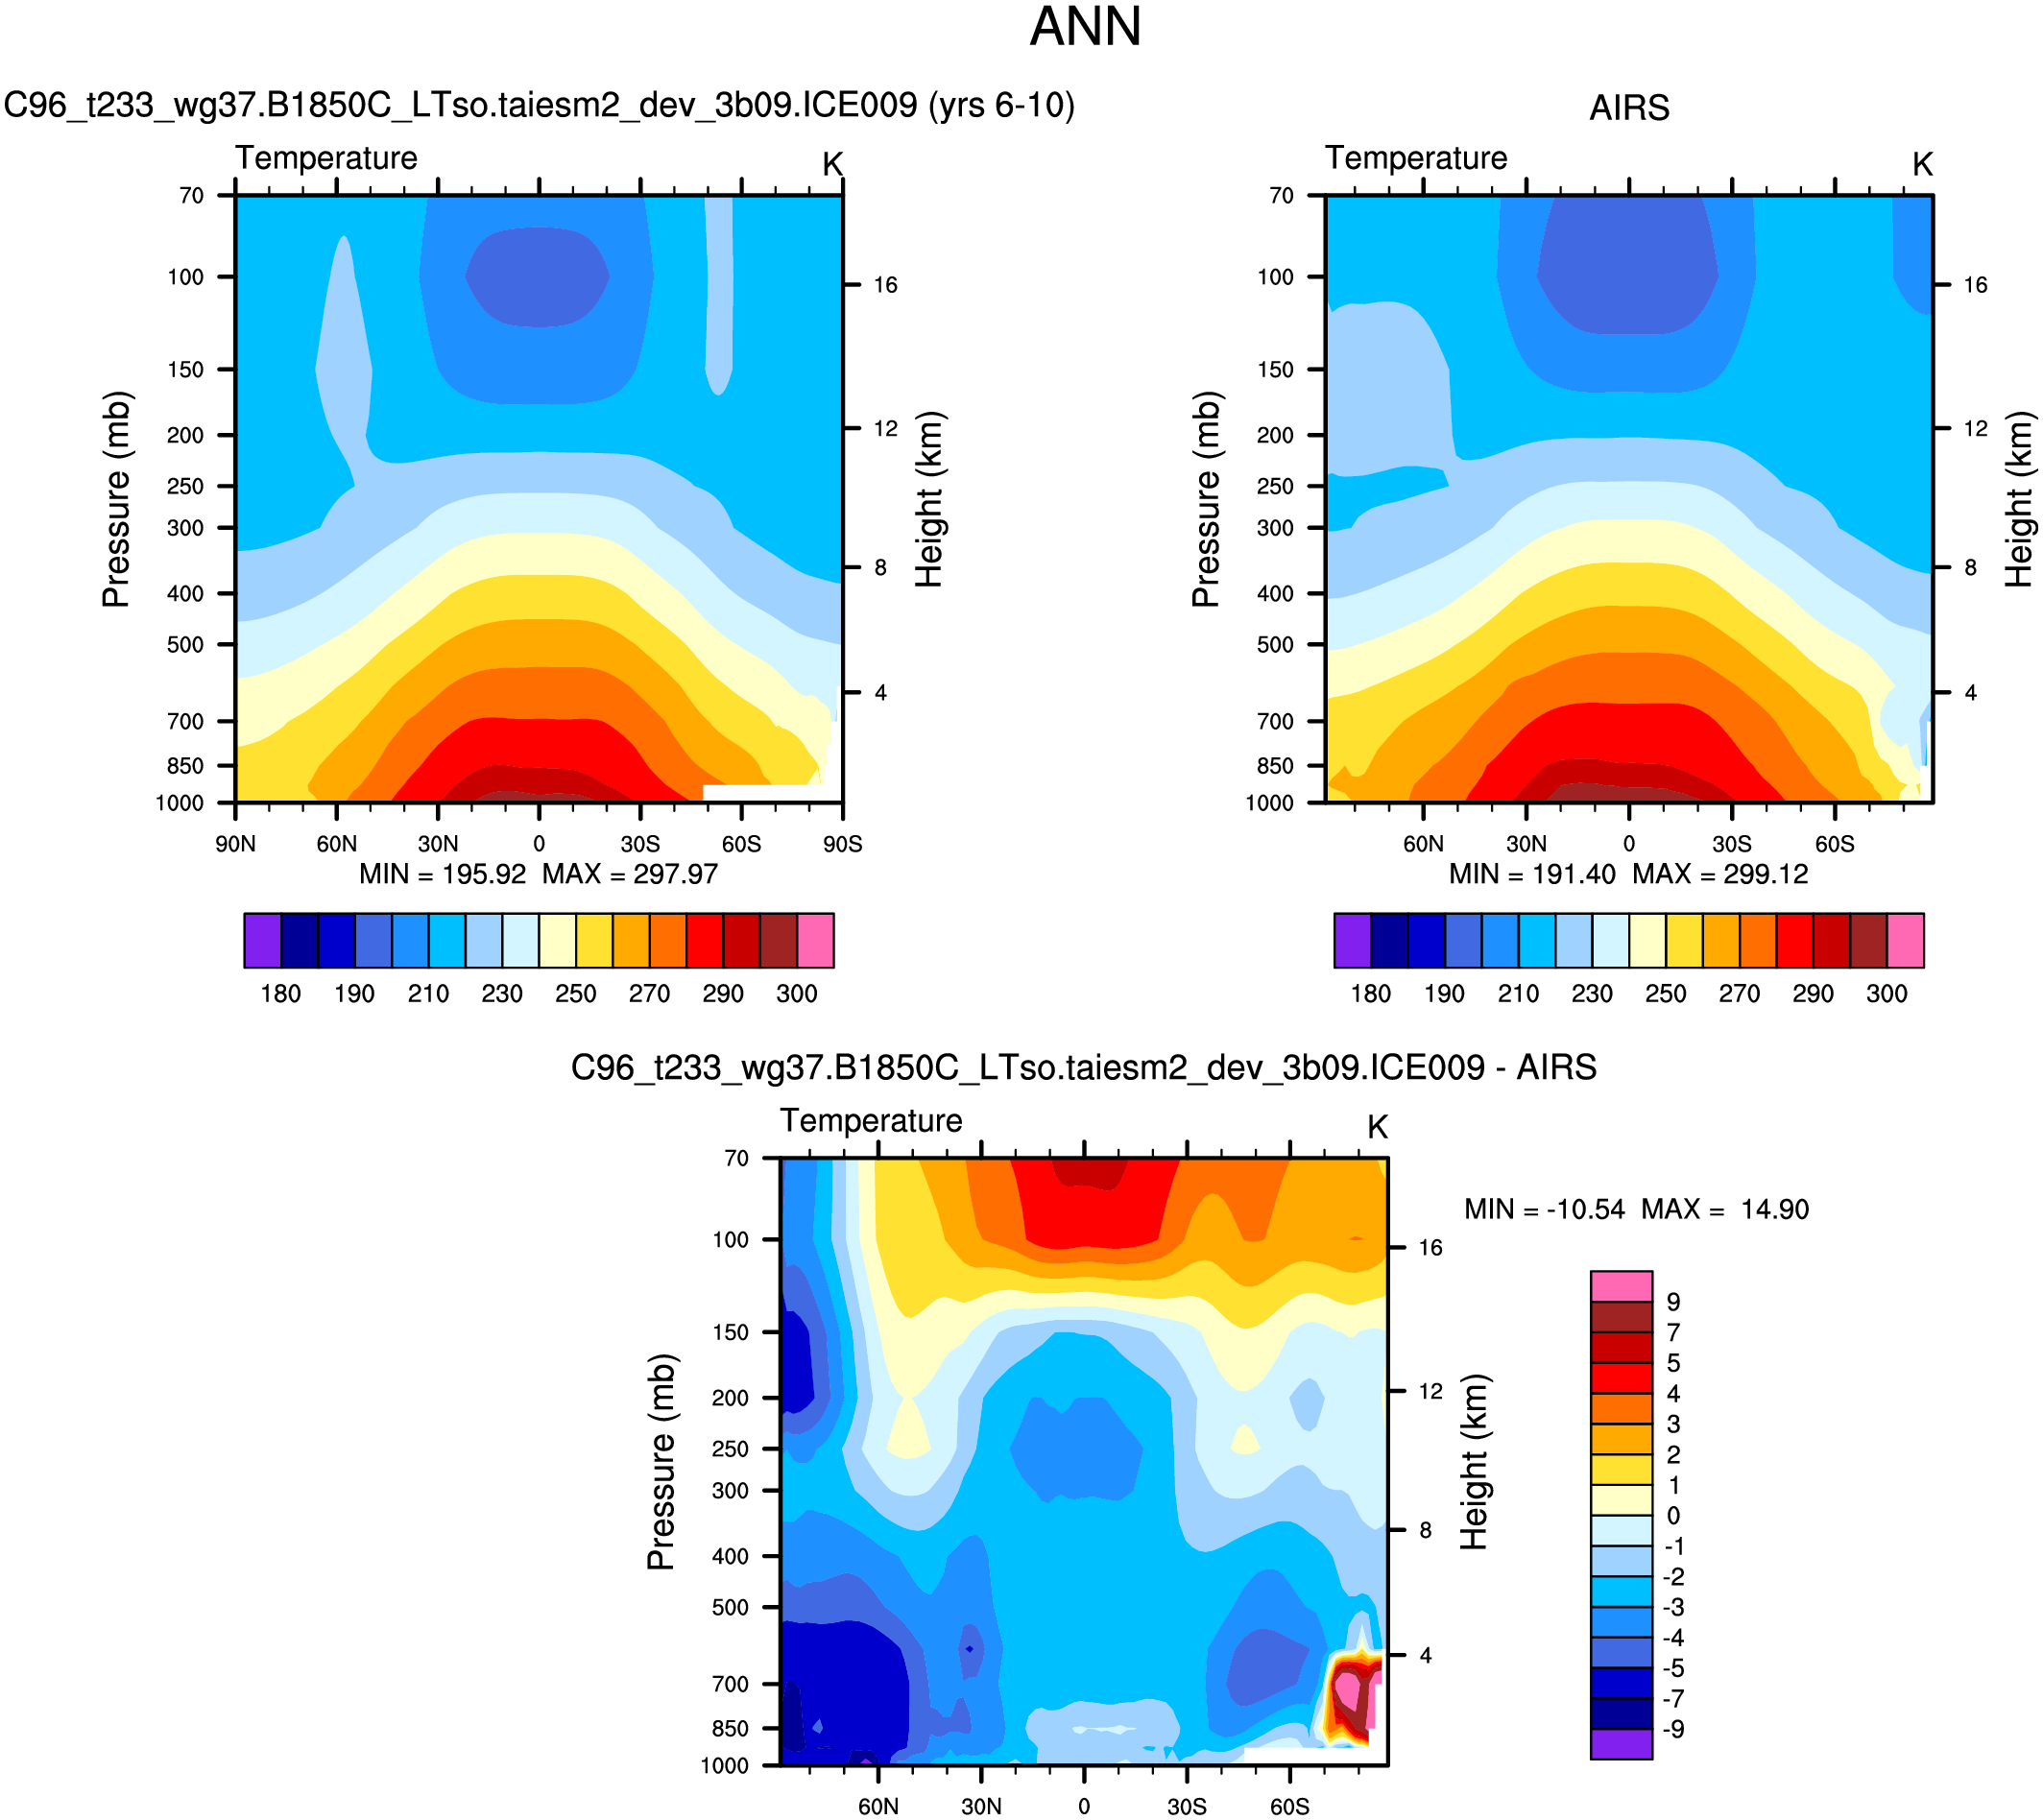 ANN
C96_t233_wg37.B1850C_LTso.taiesm2_dev_3b09.ICE009 (yrs 6-10)
Temperature K
70
100
150
200
250
300
400
500
700
850
1000
Pressure (mb)
16
12
8
4
Height (km)
90N 60N 30N 0 30S 60S 90S
MIN = 195.92 MAX = 297.97
180 190 210 230 250 270 290 300
AIRS
Temperature K
70
100
150
200
250
300
400
500
700
850
1000
Pressure (mb)
16
12
8
4
Height (km)
60N 30N 0 30S 60S
MIN = 191.40 MAX = 299.12
180 190 210 230 250 270 290 300
C96_t233_wg37.B1850C_LTso.taiesm2_dev_3b09.ICE009 - AIRS
Temperature K
70
100
150
200
250
300
400
500
700
850
1000
Pressure (mb)
16
12
8
4
Height (km)
60N 30N 0 30S 60S
MIN = -10.54 MAX = 14.90
9
7
5
4
3
2
1
0
-1
-2
-3
-4
-5
-7
-9